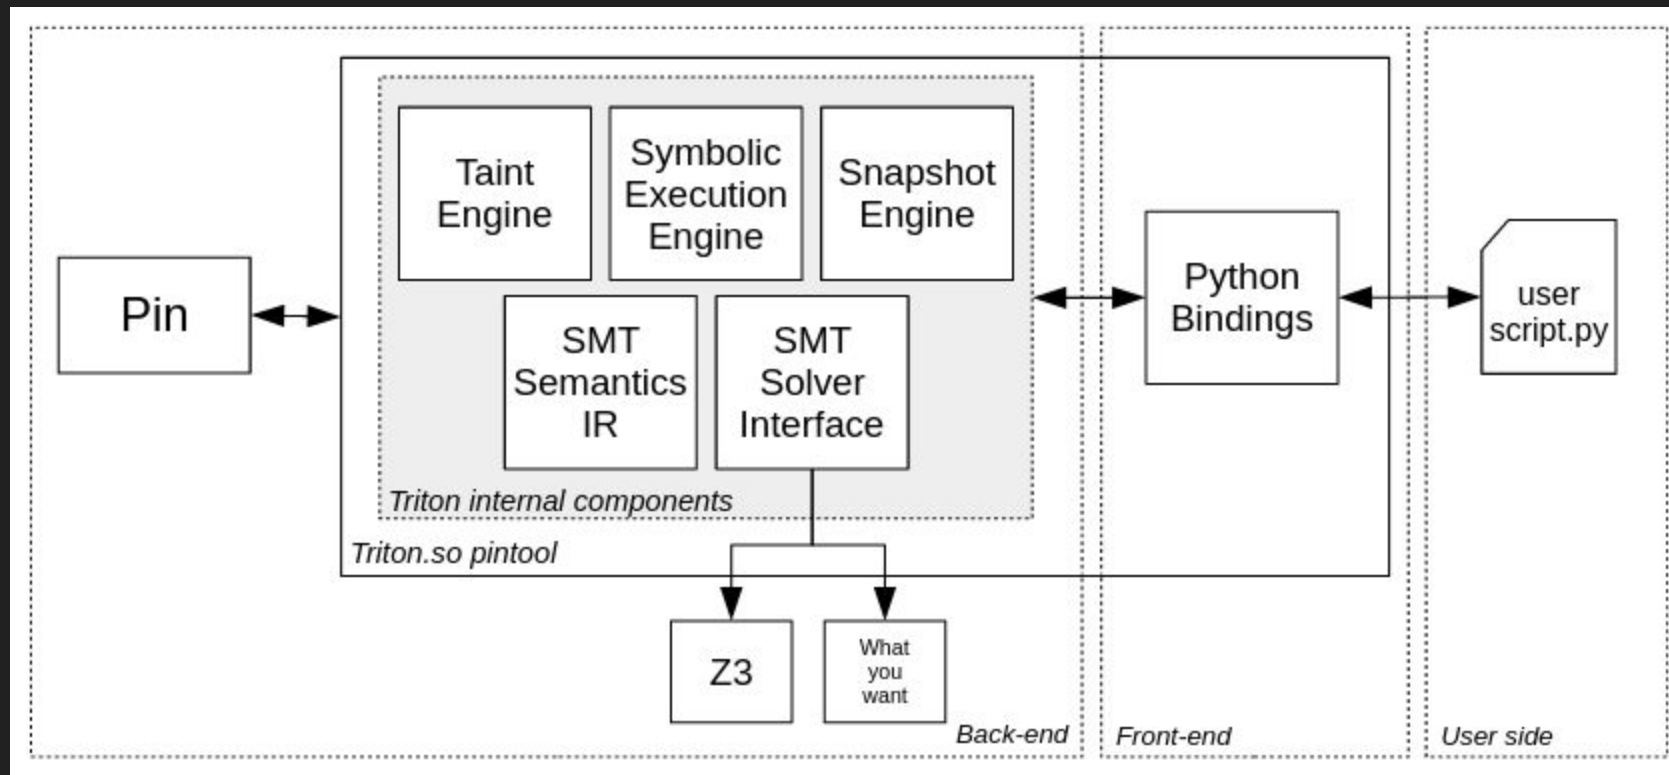 Taint
Engine
Symbolic
Execution
Engine
Snapshot
Engine
Pin
SMT
Semantics
IR
SMT
Solver
Interface
Python
Bindings
user
script.py
Triton internal components
Triton.so pintool
Z3
What
you
want
Back-end
Front-end
User side